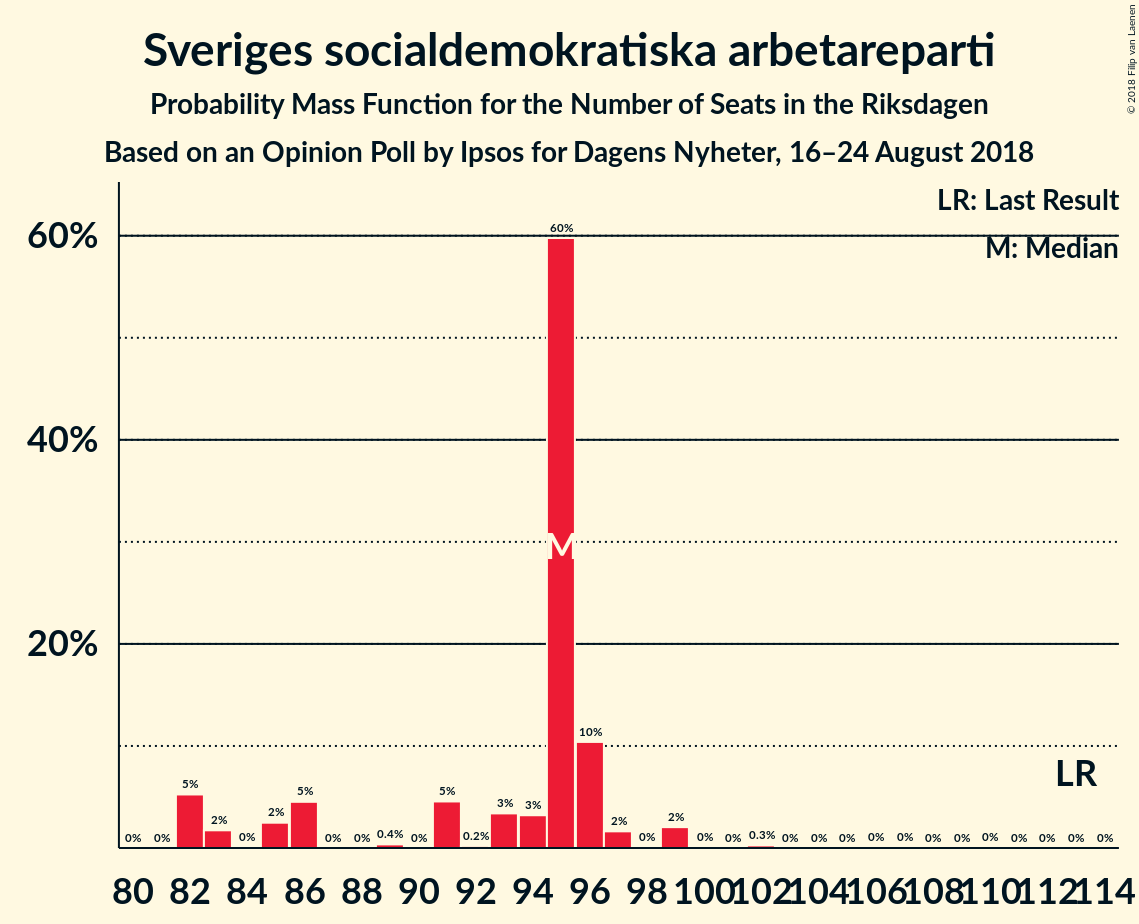 Sveriges socialdemokratiska arbetareparti
Probability Mass Function for the Number of Seats in the Riksdagen
Based on an Opinion Poll by Ipsos for Dagens Nyheter, 16–24 August 2018
© 2018 Filip van Laenen
LR: Last Result
M: Median
60%
40%
20%
0% 0% 5% 2% 0% 2% 5% 0% 0% 0.4% 0% 5% 0.2% 3% 3% 60% 10% 2% 0% 2% 0% 0% 0.3% 0% 0% 0% 0% 0% 0% 0% 0% 0% 0% 0% 0%
M
LR
80 82 84 86 88 90 92 94 96 98 100 102 104 106 108 110 112 114